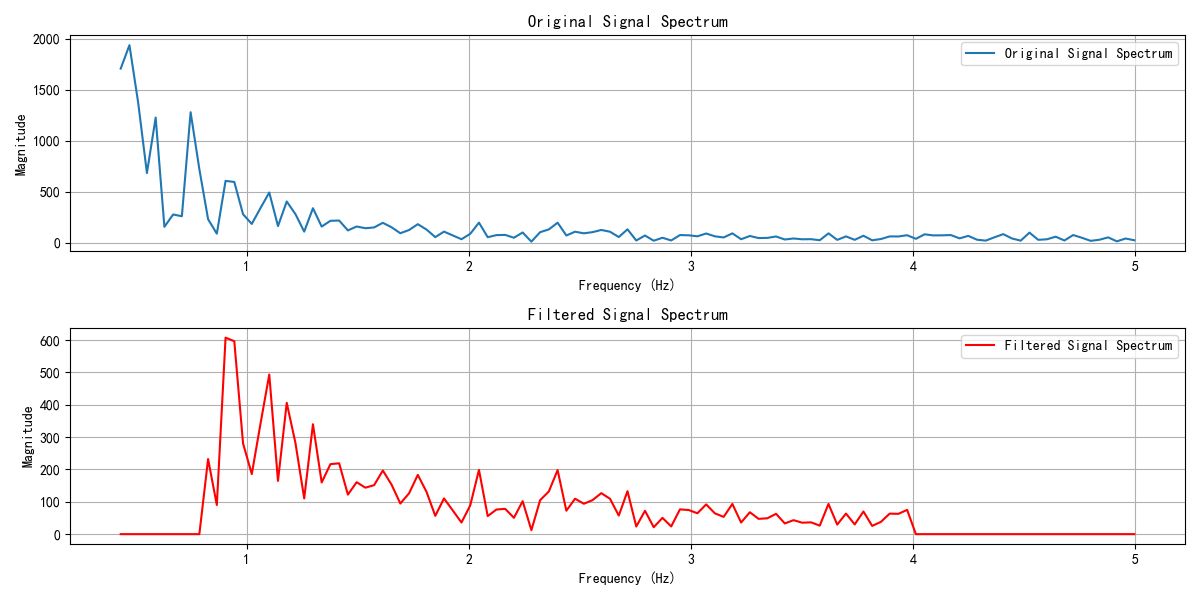 Original Signal Spectrum
2000
1500
1000
500
0
Magnitude
Original Signal Spectrum
1 2 3 4 5
Frequency (Hz)
Filtered Signal Spectrum
600
500
400
300
200
100
0
Magnitude
Filtered Signal Spectrum
1 2 3 4 5
Frequency (Hz)